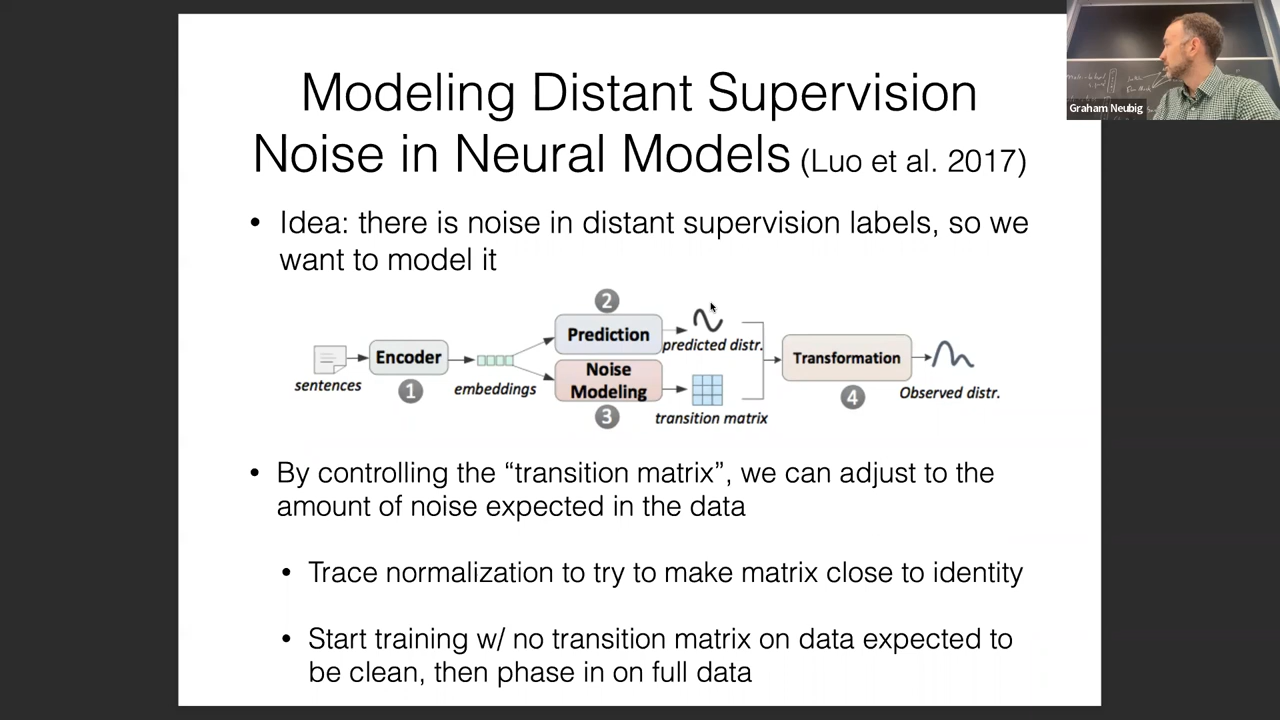 Modeling Distant Supervision
Noise in Neural Models (Luo et al. 2017)
Graham Neubig
• Idea: there is noise in distant supervision labels, so we
want to model it
sentences
Encoder
1
embeddings
2
Prediction
predicted distr.
Noise
Modeling
3
transition matrix
Transformation
4
Observed distr.
• By controlling the “transition matrix”, we can adjust to the
amount of noise expected in the data
• Trace normalization to try to make matrix close to identity
• Start training w/ no transition matrix on data expected to
be clean, then phase in on full data